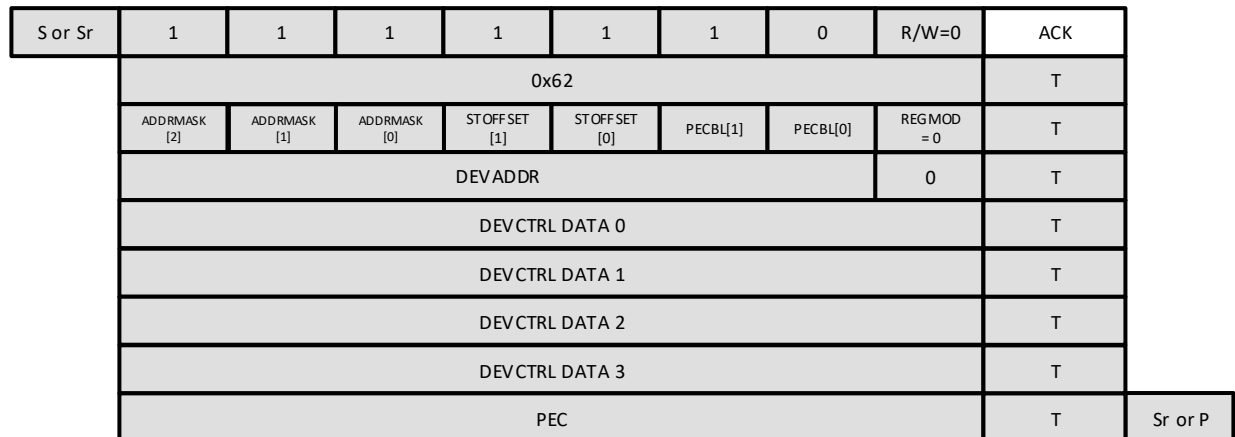 S or Sr 1 1 1 1 1 1 0 R/W=0 ACK
0x62 T
ADDRMASK [2] ADDRMASK [1] ADDRMASK [0] STOFFSET [1] STOFFSET [0] PECBL[1] PECBL[0] REGMOD = 0 T
DEVADDR 0 T
DEVCTRL DATA 0 T
DEVCTRL DATA 1 T
DEVCTRL DATA 2 T
DEVCTRL DATA 3 T
PEC T Sr or P